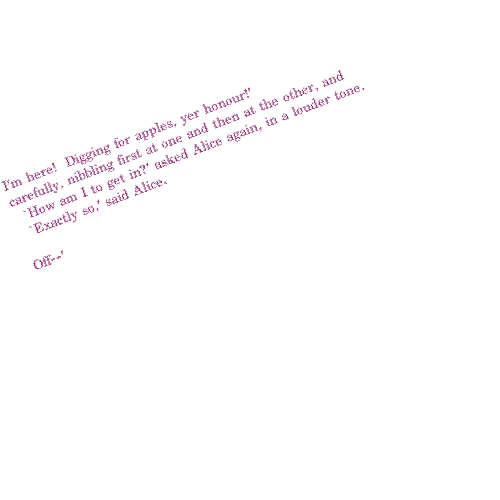 I'm here!  Digging for apples, yer honour!'
carefully, nibbling first at one and then at the other, and
`How am I to get in?' asked Alice again, in a louder tone.
`Exactly so,' said Alice.
Off--'